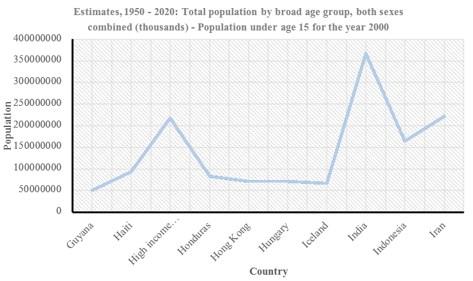 Estimates, 1950 - 2020: Total population by broad age group, both sexes
combined (thousands) - Population under age 15 for the year 2000
400000000
350000000
300000000
250000000
200000000
150000000
100000000
50000000
0
Population
Guyana
Haiti
High income…
Honduras
Hong Kong
Hungary
Iceland
India
Indonesia
Iran
Country